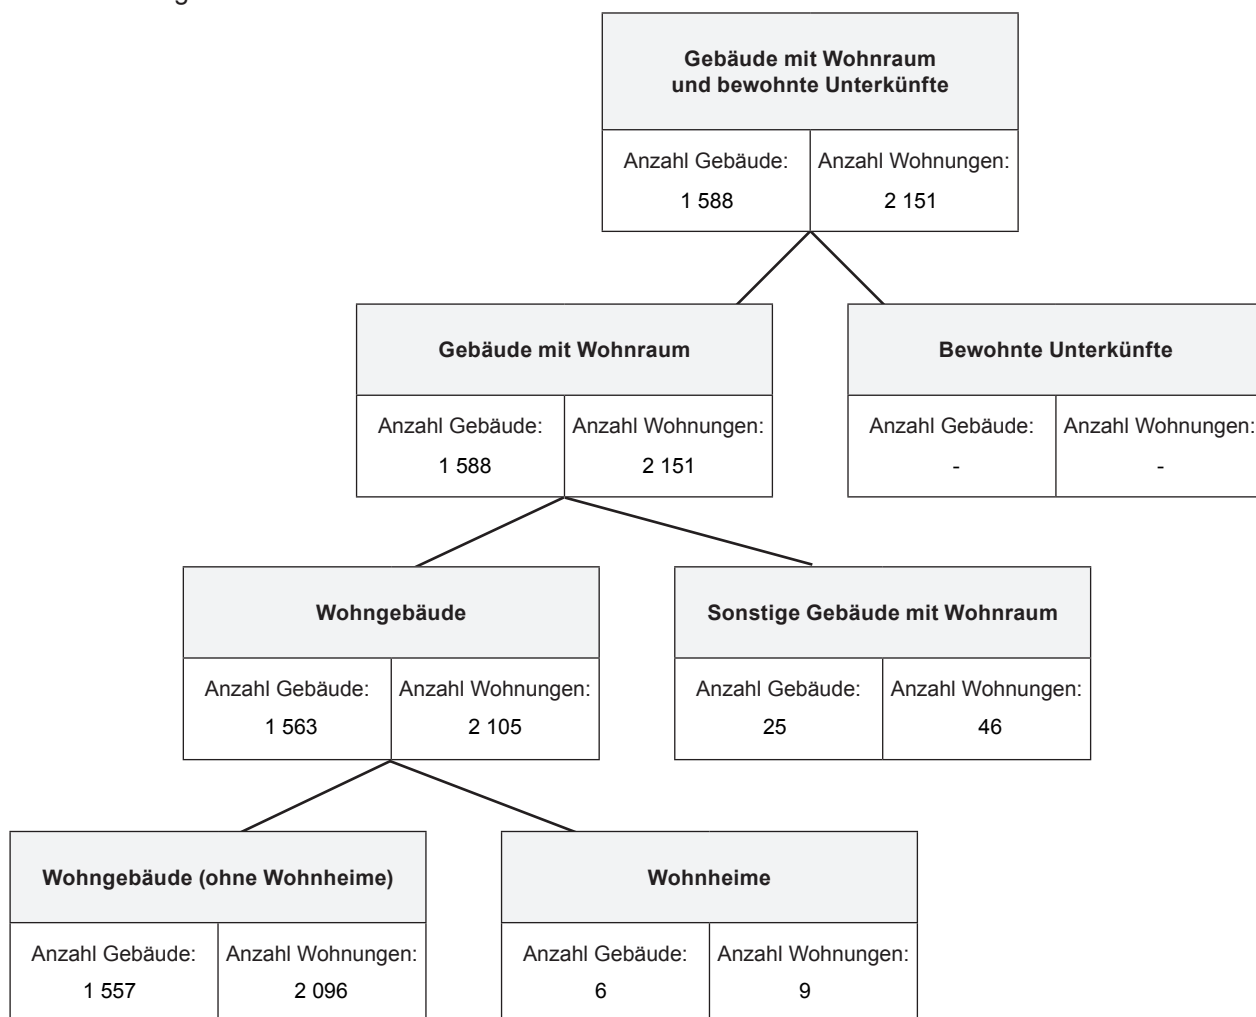 Gebäude mit Wohnraum
und bewohnte Unterkünfte
Anzahl Gebäude: Anzahl Wohnungen:
1 588 2 151
Gebäude mit Wohnraum Bewohnte Unterkünfte
Anzahl Gebäude: Anzahl Wohnungen: Anzahl Gebäude: Anzahl Wohnungen:
1 588 2 151 - -
Wohngebäude Sonstige Gebäude mit Wohnraum
Anzahl Gebäude: Anzahl Wohnungen: Anzahl Gebäude: Anzahl Wohnungen:
1 563 2 105 25 46
Wohngebäude (ohne Wohnheime) Wohnheime
Anzahl Gebäude: Anzahl Wohnungen: Anzahl Gebäude: Anzahl Wohnungen:
1 557 2 096 6 9